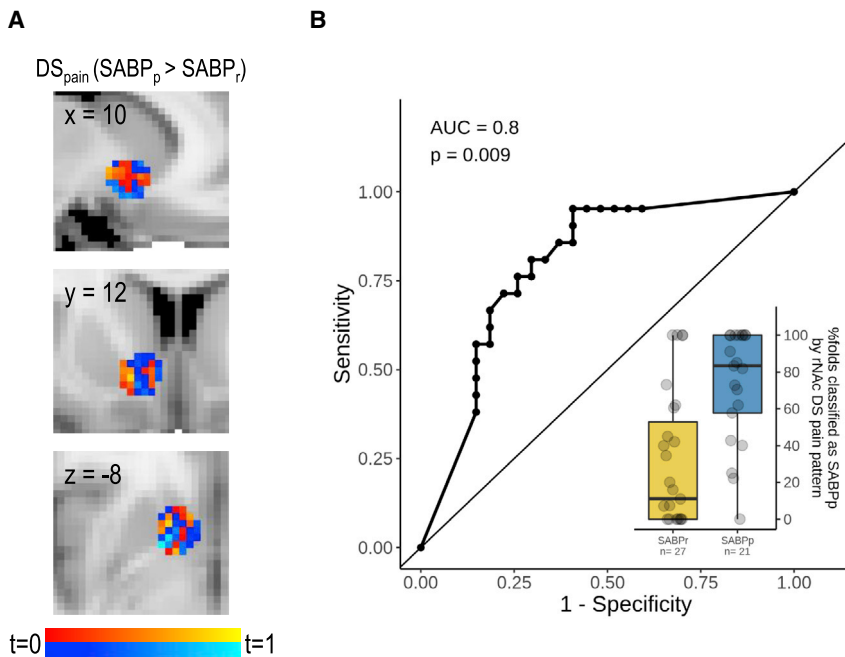 A
DSpain (SABPp > SABPr)
x = 10
y = 12
z = -8
t=0
t=1
B
AUC = 0.8
p = 0.009
Sensitivity
1.00
0.75
0.50
0.25
0.00
0.00
0.25
0.50
0.75
1.00
1 - Specificity
100
80
60
40
20
0
%folds classified as SABPp
by rNAc DS pain pattern
SABPr
n= 27
SABPp
n= 21